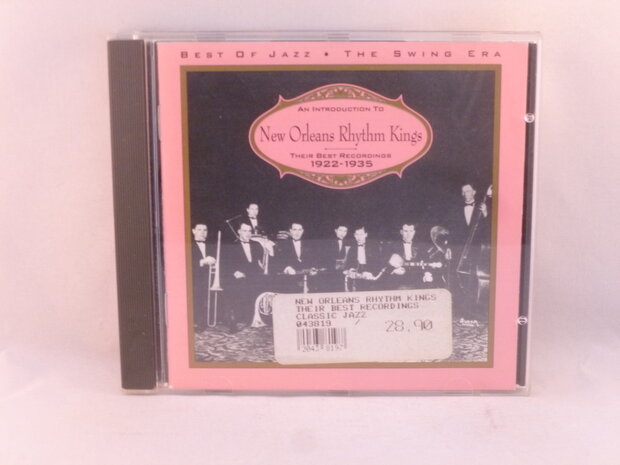 BEST OF JAZZ • THE SWING ERA
AN INTRODUCTION TO
New Orleans Rhythm Kings
THEIR BEST RECORDINGS
1922-1935
NEW ORLEANS RHYTHM KINGS
THEIR BEST RECORDINGS
CLASSIC JAZZ
043819
28,90